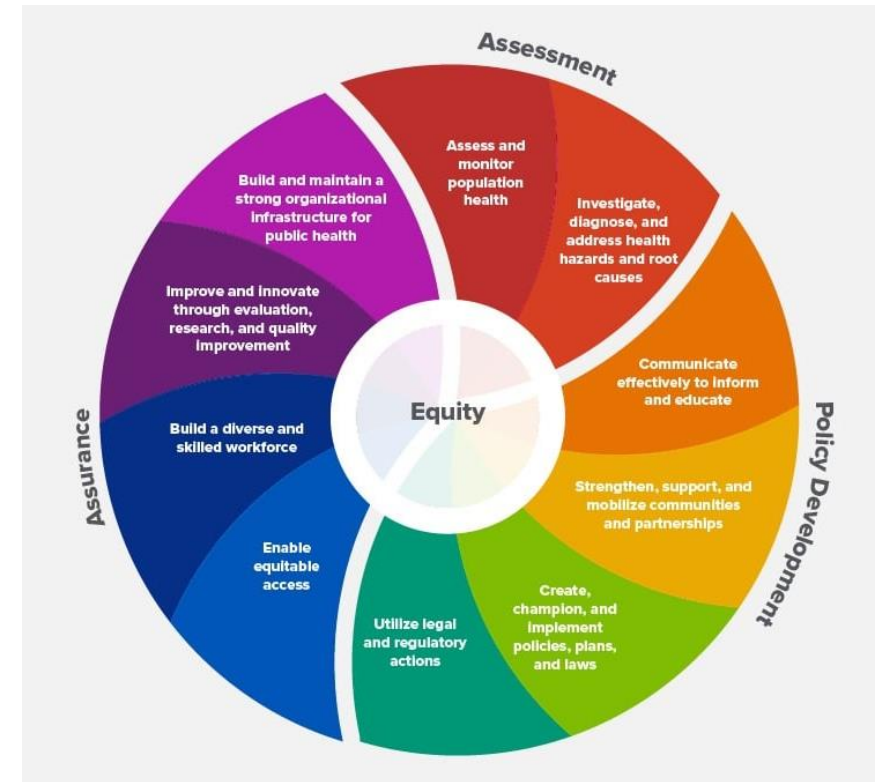 Assessment
Assess and
monitor
population
health
Investigate,
diagnose, and
address health
hazards and root
causes
Policy Development
Communicate
effectively to inform
and educate
Strengthen, support, and
mobilize communities
and partnerships
Create,
champion, and
implement
policies, plans,
and laws
Utilize legal
and regulatory
actions
Assurance
Enable
equitable
access
Build a diverse and
skilled workforce
Improve and innovate
through evaluation,
research, and quality
improvement
Build and maintain a
strong organizational
infrastructure for
public health
Equity